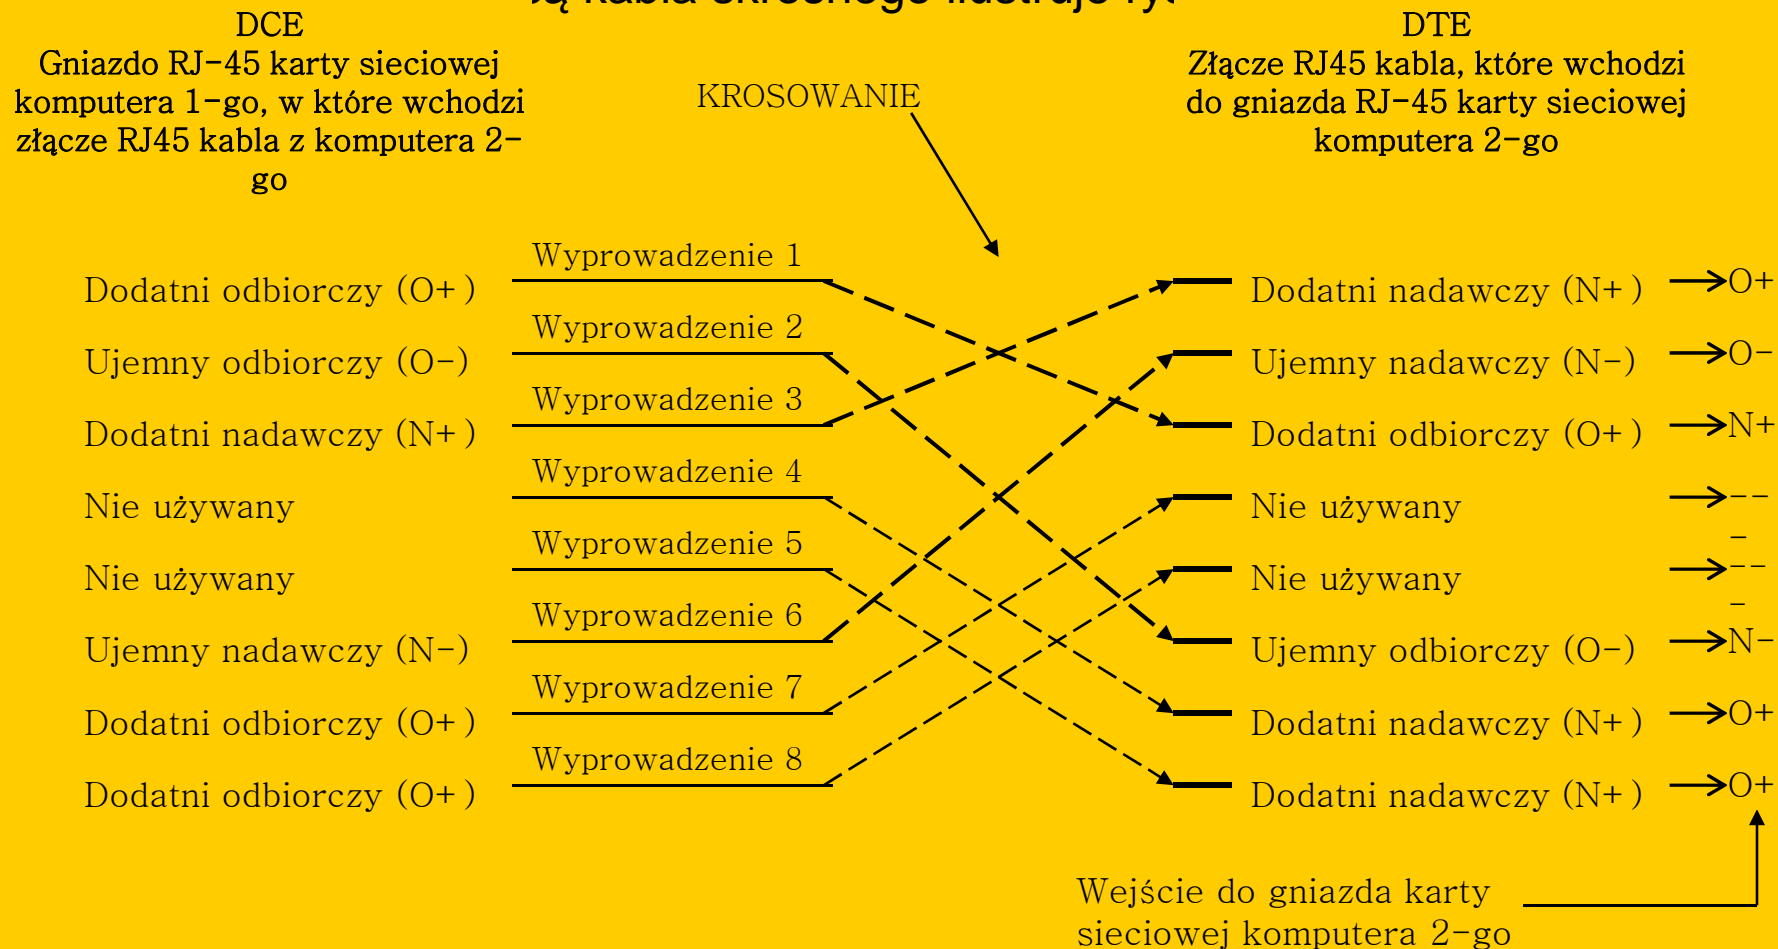 kabla skrośnego ilustruje
DCE
Gniazdo RJ-45 karty sieciowej
komputera 1-go, w które wchodzi
złącze RJ45 kabla z komputera 2-
go
KROSOWANIE
DTE
Złącze RJ45 kabla, które wchodzi
do gniazda RJ-45 karty sieciowej
komputera 2-go
Dodatni odbiorczy (O+) Wyprowadzenie 1 Dodatni nadawczy (N+) O+
Ujemny odbiorczy (O-) Wyprowadzenie 2 Ujemny nadawczy (N-) O-
Dodatni nadawczy (N+) Wyprowadzenie 3 Dodatni odbiorczy (O+) N+
Nie używany Wyprowadzenie 4 Nie używany --
-
Nie używany Wyprowadzenie 5 Nie używany --
-
Ujemny nadawczy (N-) Wyprowadzenie 6 Ujemny odbiorczy (O-) N-
Dodatni odbiorczy (O+) Wyprowadzenie 7 Dodatni nadawczy (N+) O+
Dodatni odbiorczy (O+) Wyprowadzenie 8 Dodatni nadawczy (N+) O+
Wejście do gniazda karty
sieciowej komputera 2-go